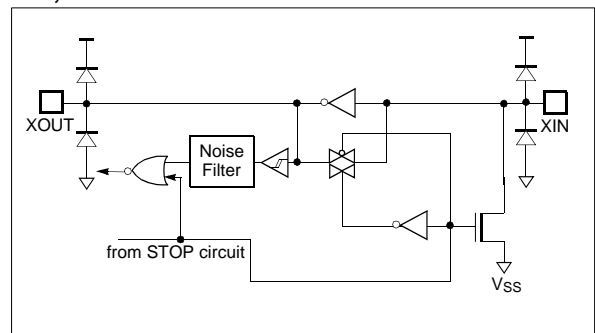 XOUT
XIN
Noise
Filter
from STOP circuit
VSS